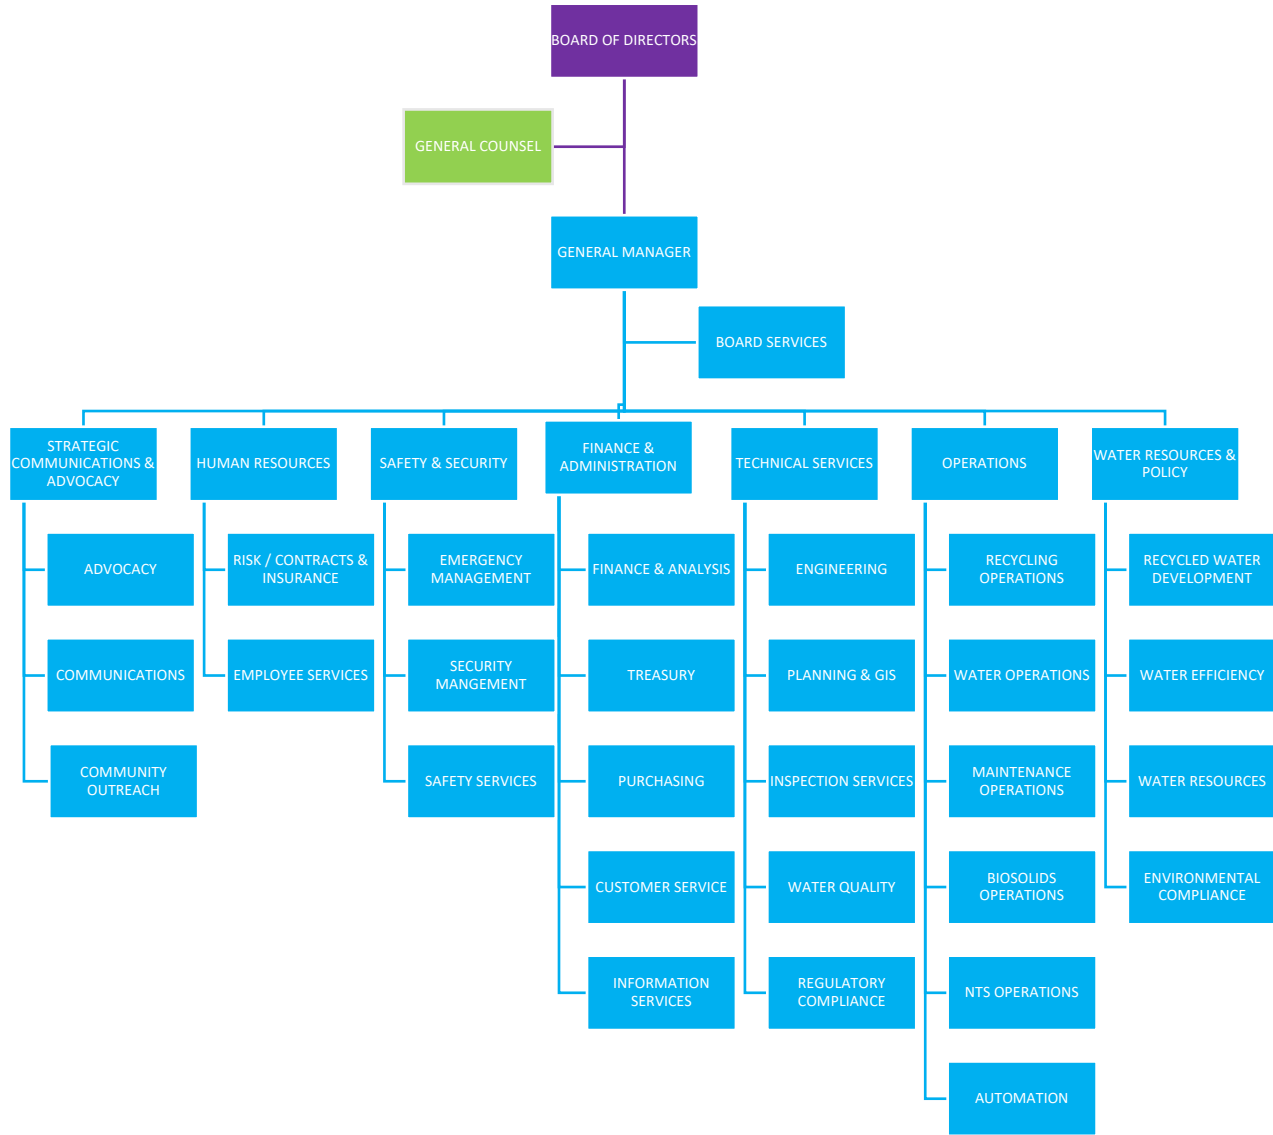 BOARD OF DIRECTORS
GENERAL COUNSEL
GENERAL MANAGER
BOARD SERVICES
STRATEGIC
COMMUNICATIONS &
ADVOCACY
HUMAN RESOURCES
SAFETY & SECURITY
FINANCE &
ADMINISTRATION
TECHNICAL SERVICES
OPERATIONS
WATER RESOURCES &
POLICY
ADVOCACY
RISK / CONTRACTS &
INSURANCE
EMERGENCY
MANAGEMENT
FINANCE & ANALYSIS
ENGINEERING
RECYCLING
OPERATIONS
RECYCLED WATER
DEVELOPMENT
COMMUNICATIONS
EMPLOYEE SERVICES
SECURITY
MANGEMENT
TREASURY
PLANNING & GIS
WATER OPERATIONS
WATER EFFICIENCY
COMMUNITY
OUTREACH
SAFETY SERVICES
PURCHASING
INSPECTION SERVICES
MAINTENANCE
OPERATIONS
WATER RESOURCES
CUSTOMER SERVICE
WATER QUALITY
BIOSOLIDS
OPERATIONS
ENVIRONMENTAL
COMPLIANCE
INFORMATION
SERVICES
REGULATORY
COMPLIANCE
NTS OPERATIONS
AUTOMATION